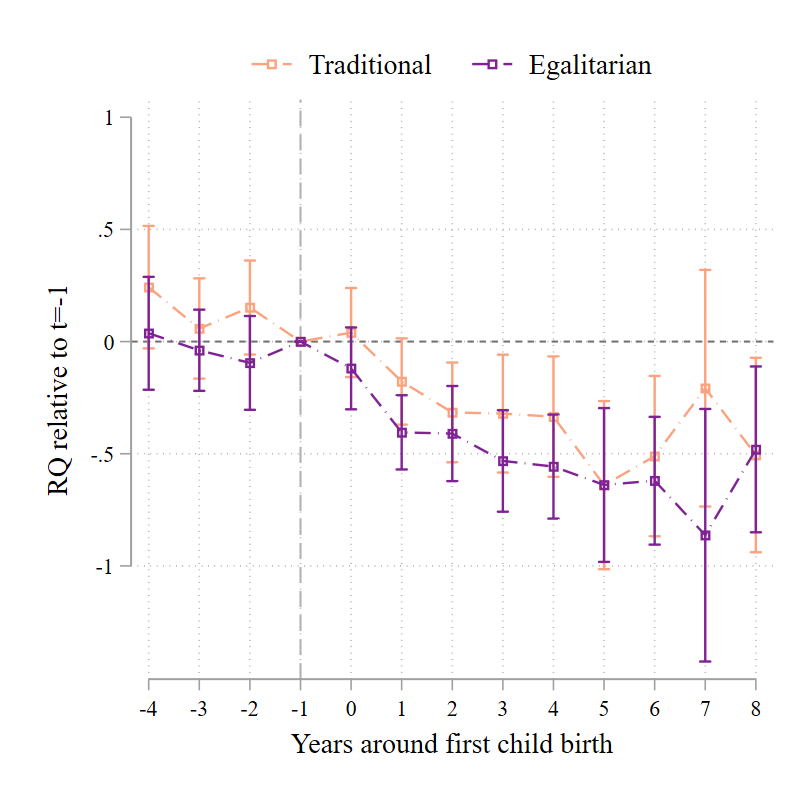 Traditional Egalitarian
1
.5
0
-.5
-1
RQ relative to t=-1
-4 -3 -2 -1 0 1 2 3 4 5 6 7 8
Years around first child birth